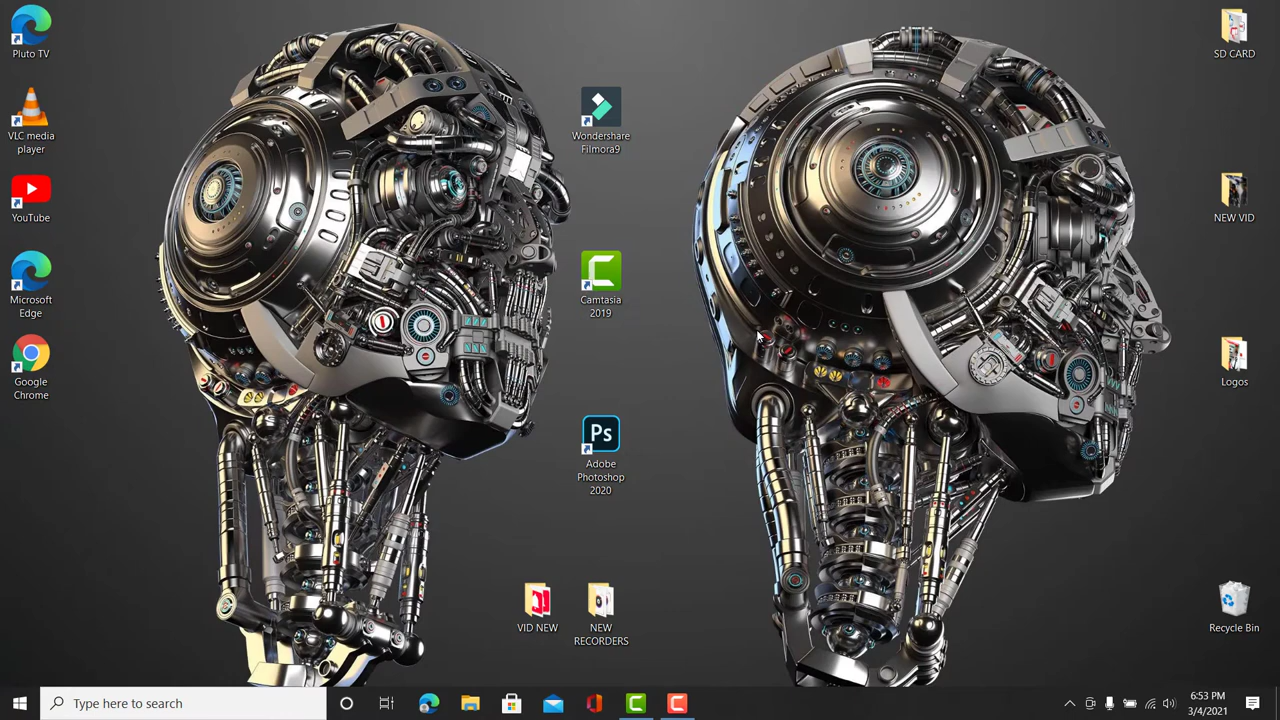 Pluto TV
VLC media
player
YouTube
Microsoft
Edge
Google
Chrome
Wondershare
Filmora9
Camtasia
2019
Ps
Adobe
Photoshop
2020
VID NEW
NEW
RECORDERS
SD CARD
NEW VID
Logos
Recycle Bin
Type here to search
6:53 PM
3/4/2021